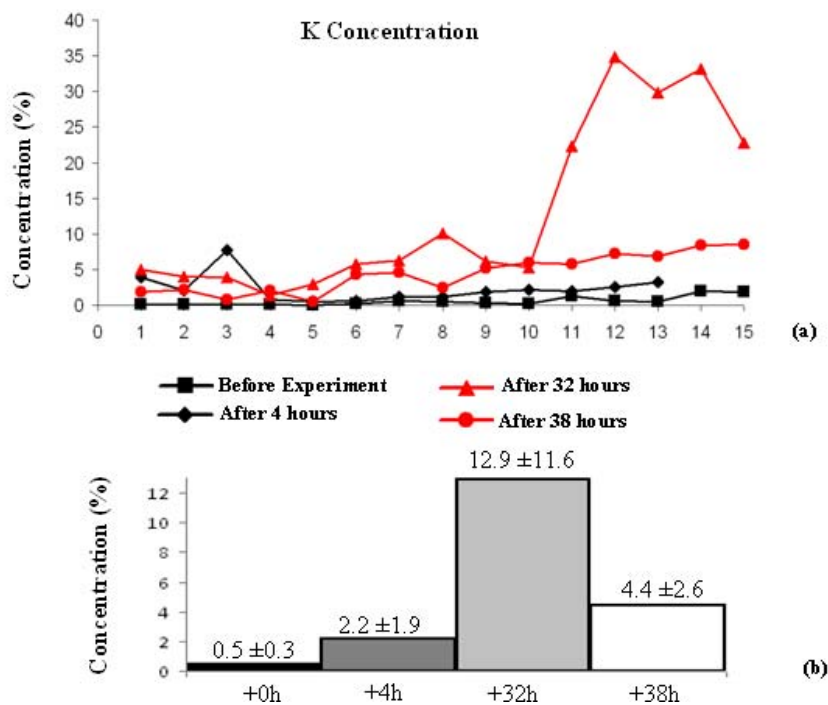 K Concentration
Concentration (%)
40
35
30
25
20
15
10
5
0
0 1 2 3 4 5 6 7 8 9 10 11 12 13 14 15
(a)
Before Experiment
After 32 hours
After 4 hours
After 38 hours
Concentration (%)
12
10
8
6
4
2
0
0.5 ±0.3
2.2 ±1.9
12.9 ±11.6
4.4 ±2.6
+0h +4h +32h +38h
(b)